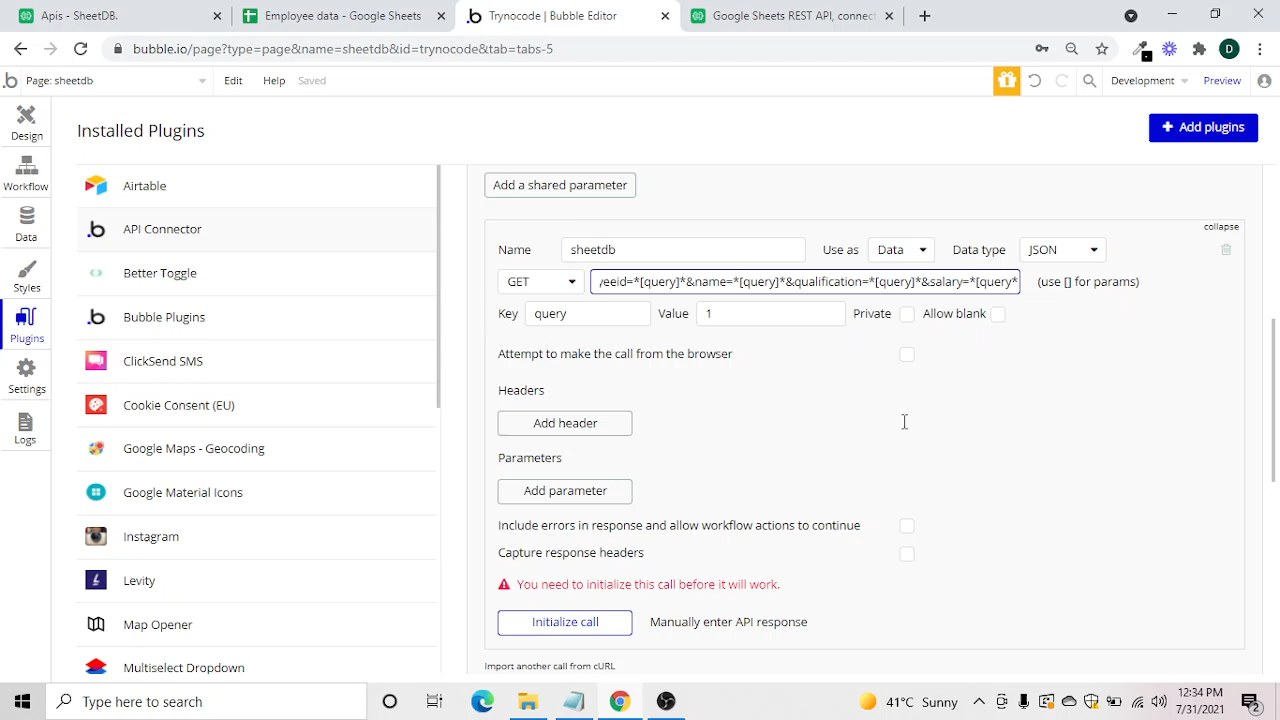 Apis - SheetDB
Employee data - Google Sheets
Trynocode | Bubble Editor
Google Sheets REST API, connect
bubble.io/page?type=page&name=sheetdb&id=trynocode&tab=tabs-5
D
Page: sheetdb
Edit
Help
Saved
Development
Preview
Design
Workflow
Data
Styles
Plugins
Settings
Logs
Installed Plugins
Add plugins
Airtable
API Connector
Better Toggle
Bubble Plugins
ClickSend SMS
Cookie Consent (EU)
Google Maps - Geocoding
Google Material Icons
Instagram
Levity
Map Opener
Multiselect Dropdown
Add a shared parameter
collapse
Name sheetdb Use as Data Data type JSON
GET yeeid=*[query]*&name=*[query]*&qualification=*[query]*&salary=*[query* (use [] for params)
Key query Value 1 Private Allow blank
Attempt to make the call from the browser
Headers
Add header
Parameters
Add parameter
Include errors in response and allow workflow actions to continue
Capture response headers
You need to initialize this call before it will work.
Initialize call Manually enter API response
Import another call from cURL
Type here to search
41°C Sunny
12:34 PM
7/31/2021
2